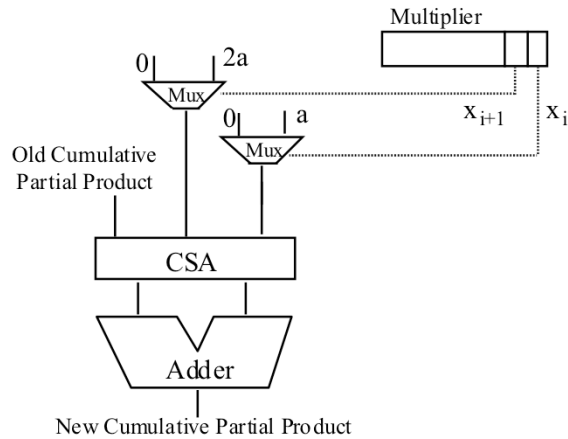 Multiplier
0 2a
Mux
x i+1 x i
0 a
Mux
Old Cumulative
Partial Product
CSA
Adder
New Cumulative Partial Product